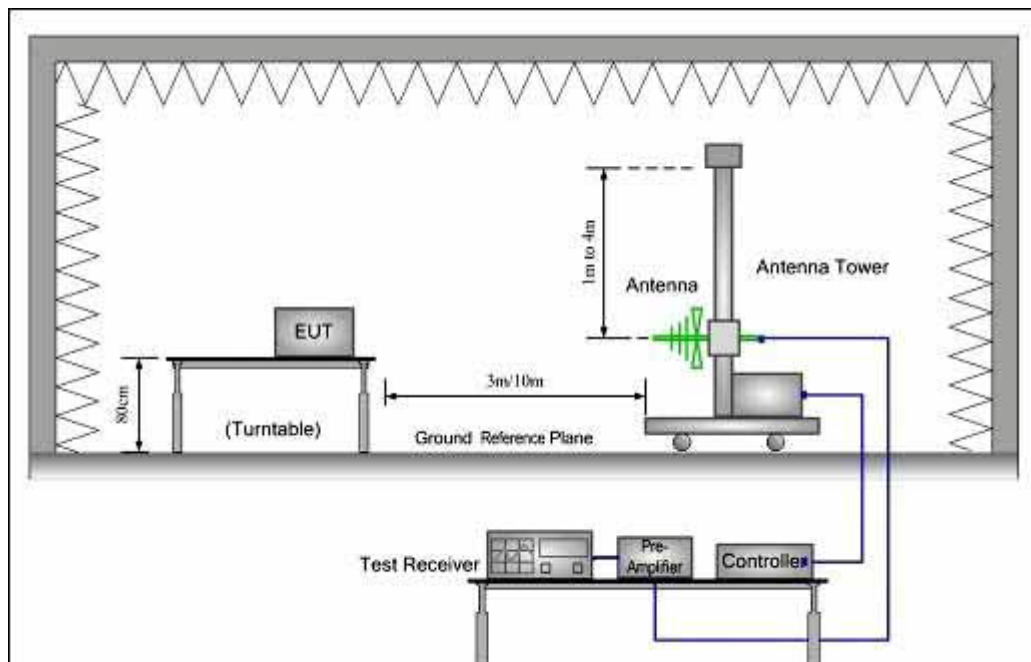 1m to 4m
Antenna Tower
Antenna
EUT
80cm
3m/10m
(Turntable)
Ground Reference Plane
Test Receiver
Pre-
Amplifier
Controller